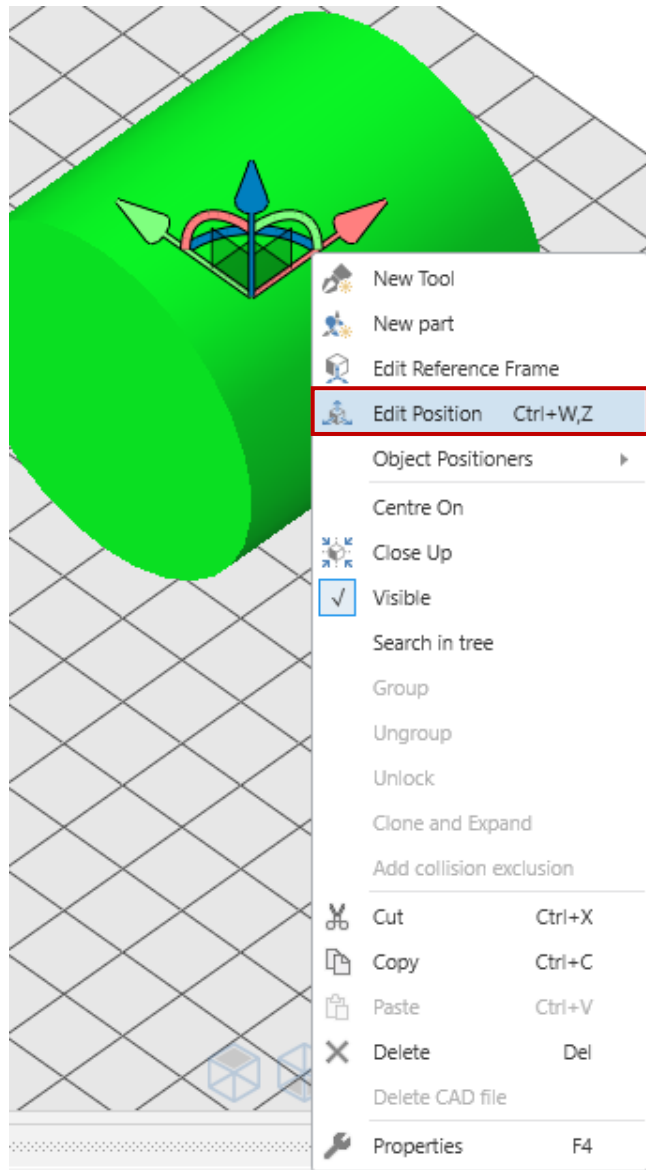 New Tool
New part
Edit Reference Frame
Edit Position Ctrl+W,Z
Object Positioners
Centre On
Close Up
Visible
Search in tree
Group
Ungroup
Unlock
Clone and Expand
Add collision exclusion
Cut Ctrl+X
Copy Ctrl+C
Paste Ctrl+V
Delete Del
Delete CAD file
Properties F4